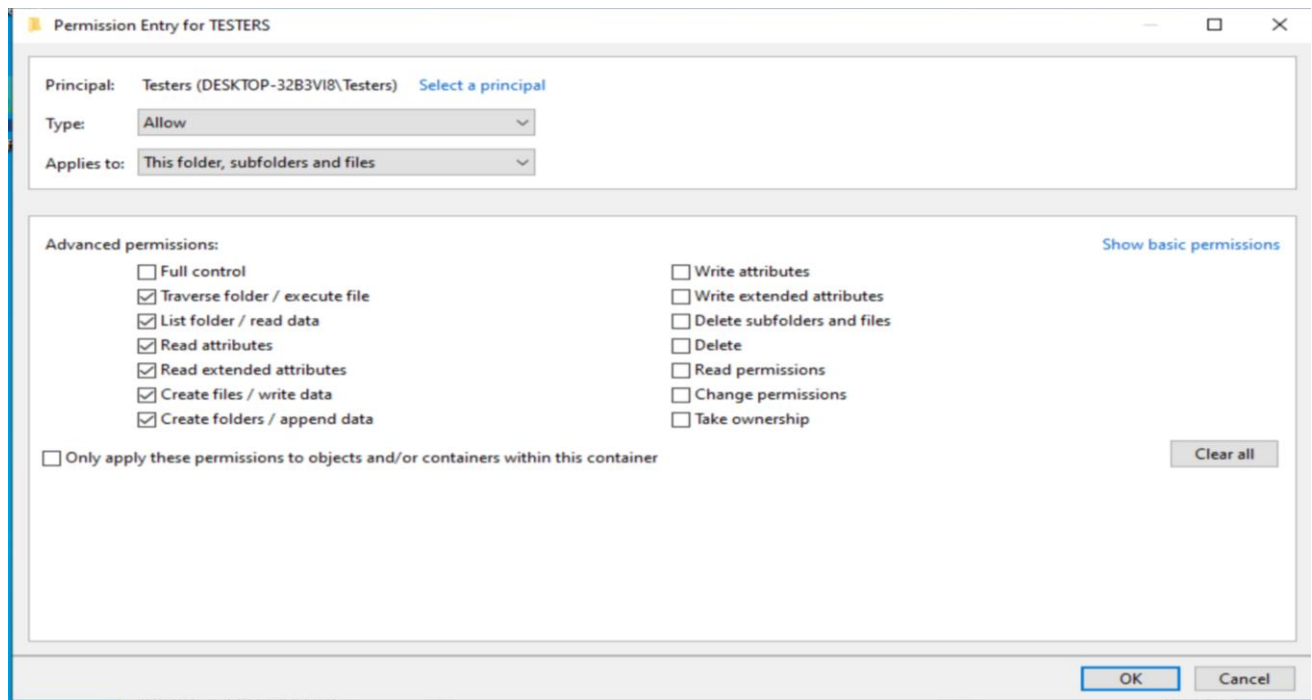 Permission Entry for TESTERS
Principal: Testers (DESKTOP-32B3VI8\Testers) Select a principal
Type: Allow
Applies to: This folder, subfolders and files
Advanced permissions: Show basic permissions
Full control Write attributes
Traverse folder / execute file Write extended attributes
List folder / read data Delete subfolders and files
Read attributes Delete
Read extended attributes Read permissions
Create files / write data Change permissions
Create folders / append data Take ownership
Only apply these permissions to objects and/or containers within this container Clear all
OK Cancel